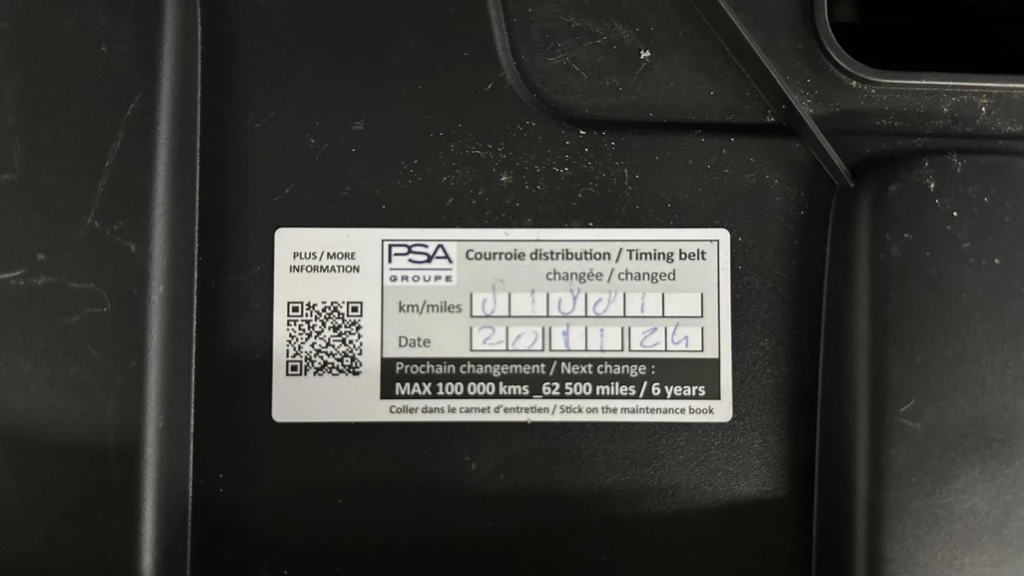 PLUS / MORE
INFORMATION
PSA
GROUPE
Courroie distribution / Timing belt
changée / changed
km/miles
Date 20 11 24
Prochain changement / Next change :
MAX 100 000 kms _62 500 miles / 6 years
Coller dans le carnet d'entretien / Stick on the maintenance book